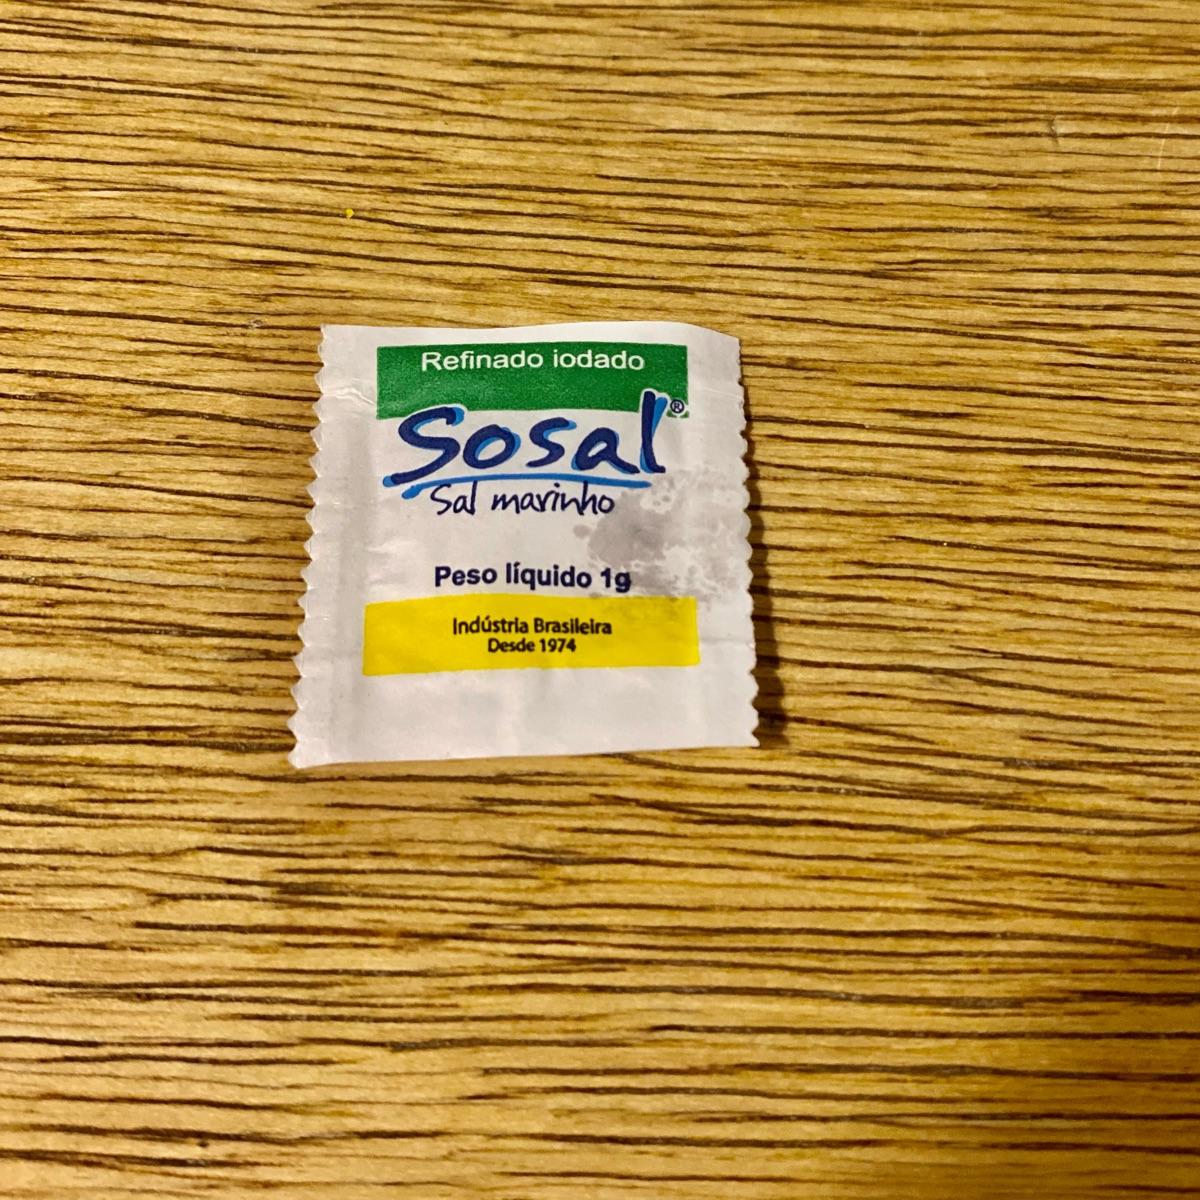 Refinado iodado
Sosal®
Sal marinho
Peso líquido 1g
Indústria Brasileira
Desde 1974